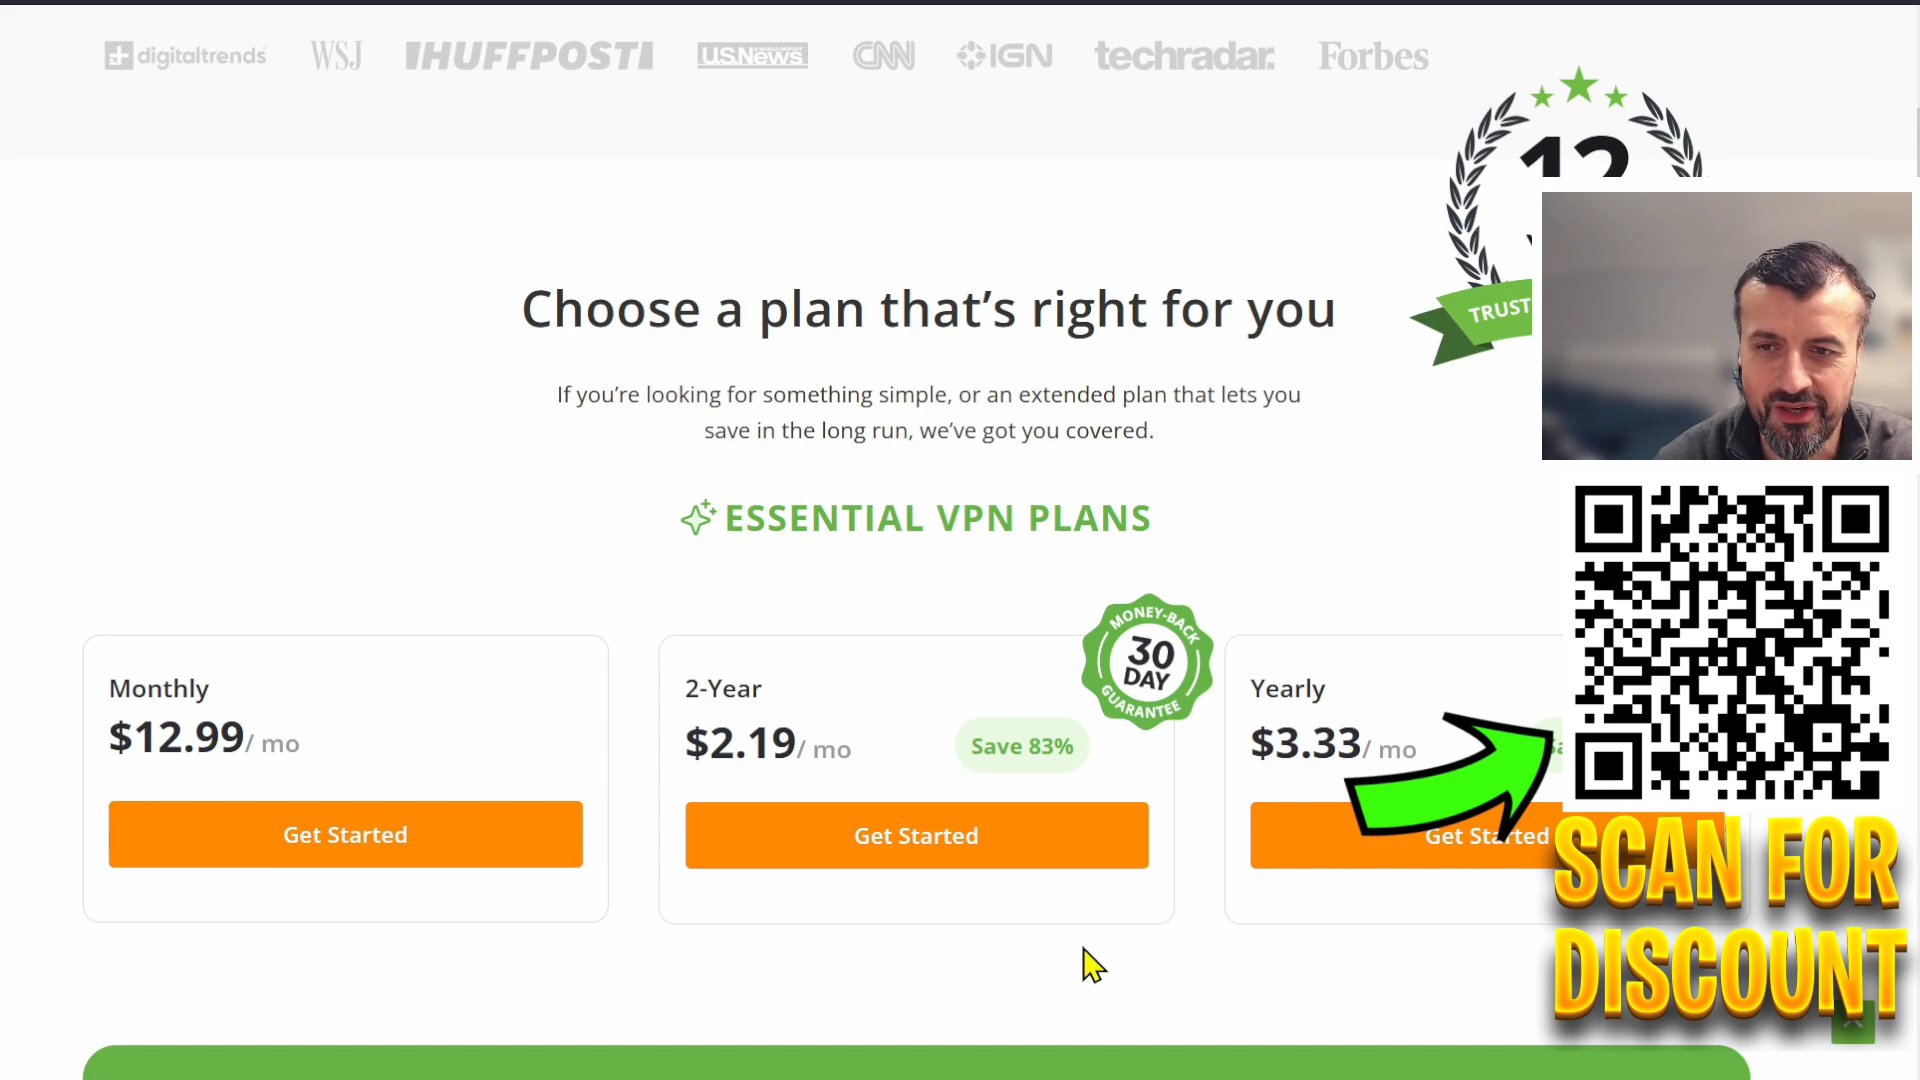 digitaltrends WSJ HUFFPOST U.S.News CNN IGN techradar. Forbes
12
TRUST
Choose a plan that's right for you
If you're looking for something simple, or an extended plan that lets you
save in the long run, we've got you covered.
ESSENTIAL VPN PLANS
Monthly
$12.99/ mo
Get Started
MONEY-BACK
30
DAY
GUARANTEE
2-Year
$2.19/ mo
Save 83%
Get Started
Yearly
$3.33/ mo
Get Started
SCAN FOR
DISCOUNT